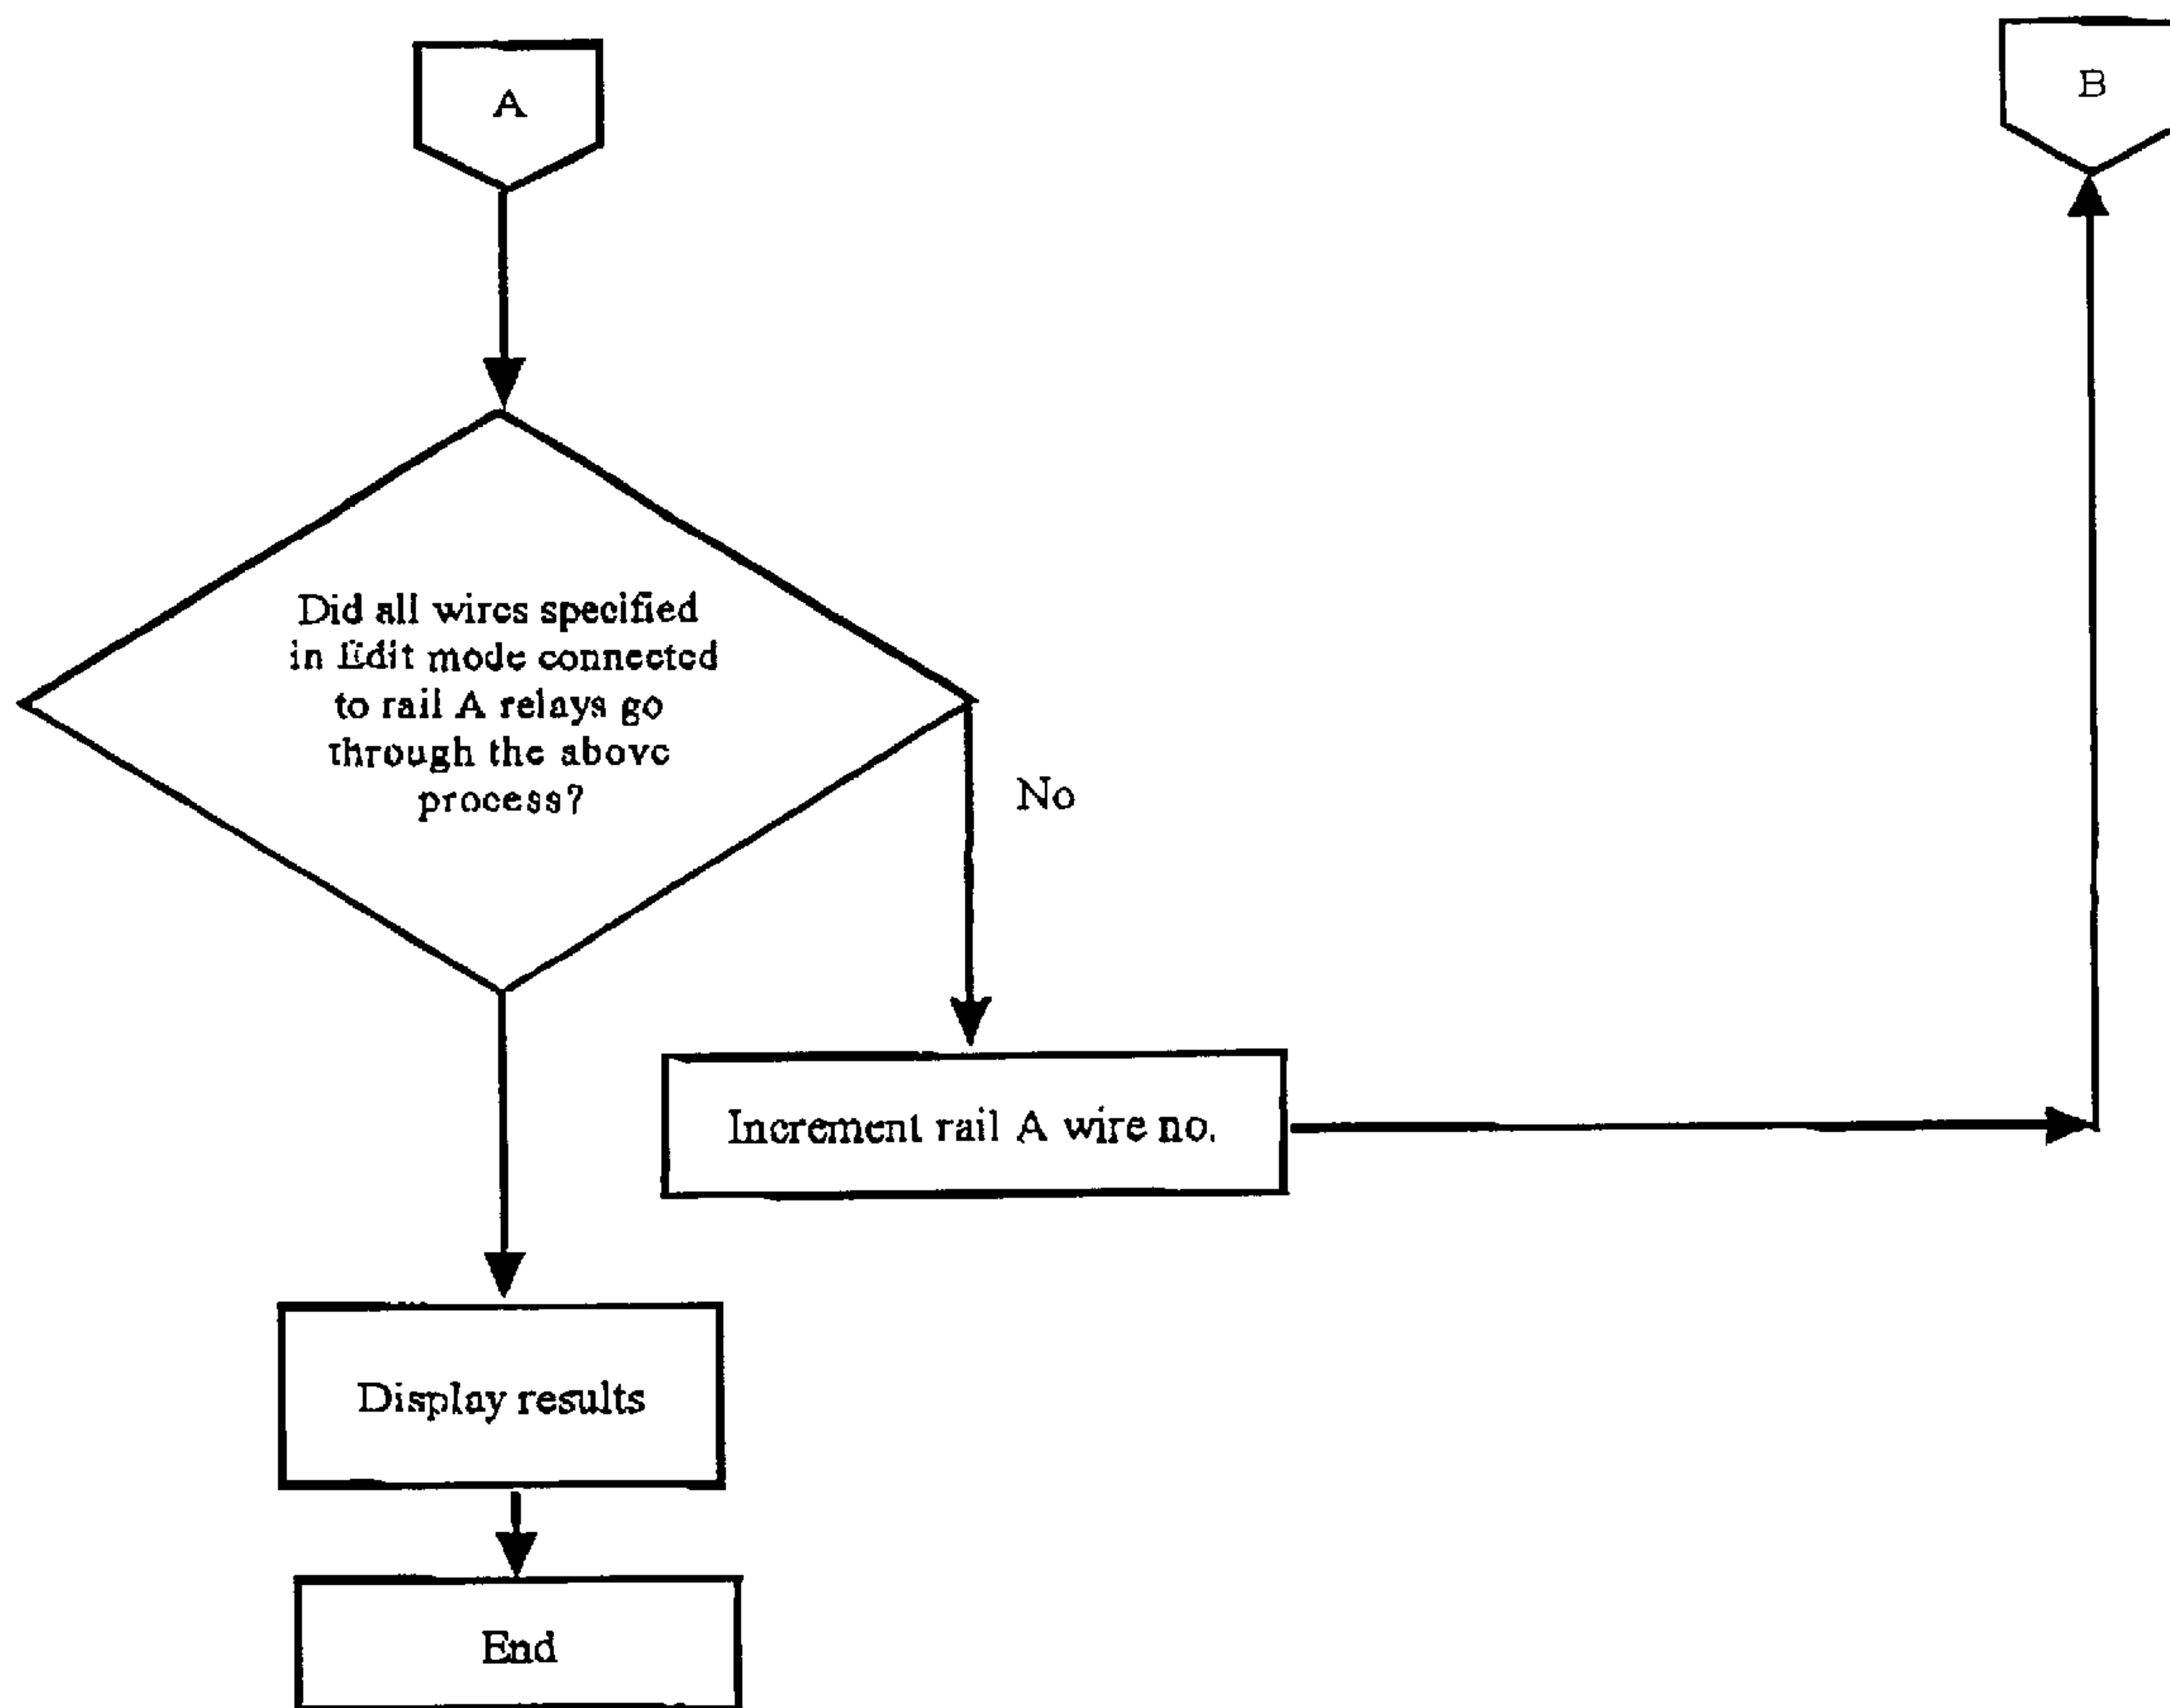 A
B
Did all wires specified
in Edit mode connected
to rail A relays go
through the above
process?
No
Increment rail A wire no.
Display results
End